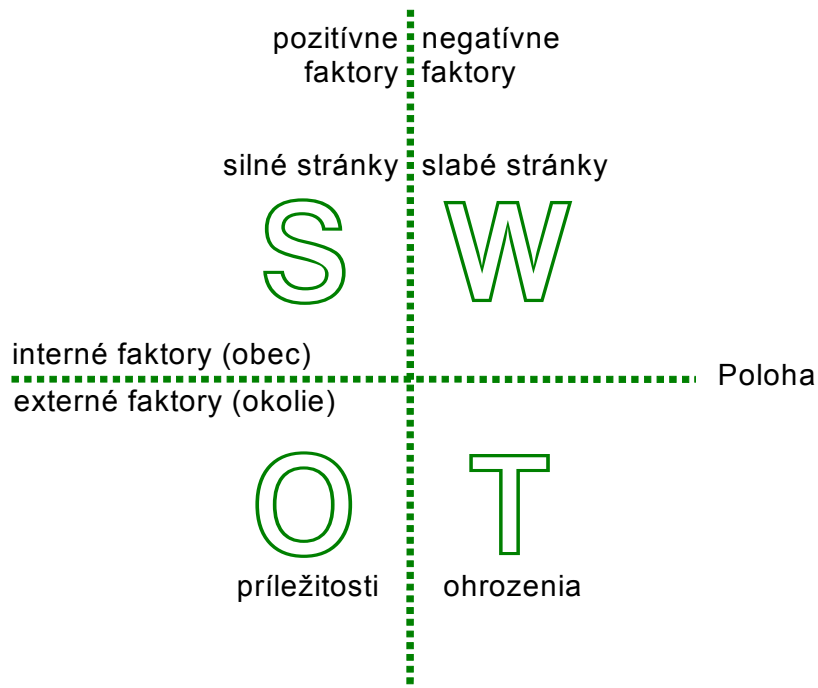 pozitívne negatívne
faktory faktory
silné stránky slabé stránky
S W
interné faktory (obec)
Poloha
externé faktory (okolie)
O T
príležitosti ohrozenia